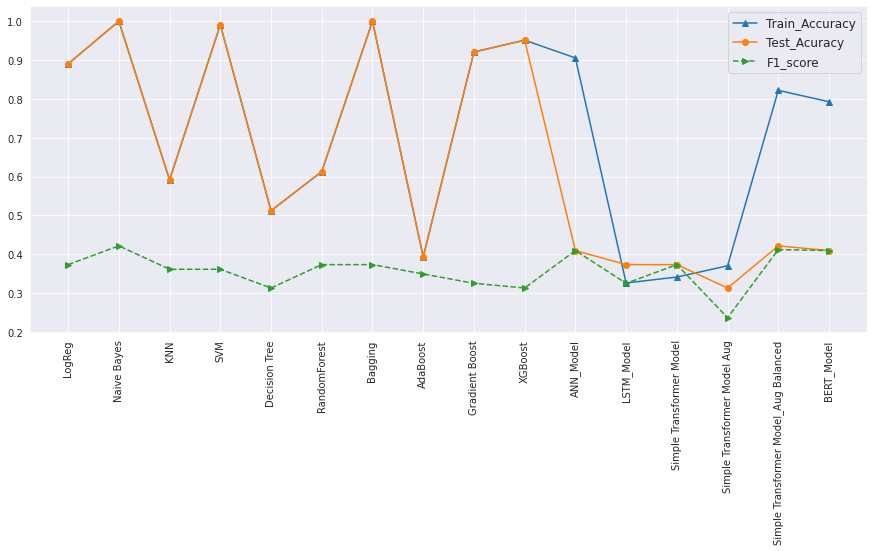 1.0
0.9
0.8
0.7
0.6
0.5
0.4
0.3
0.2
Train_Accuracy
Test_Acuracy
F1_score
LogReg
Naive Bayes
KNN
SVM
Decision Tree
RandomForest
Bagging
AdaBoost
Gradient Boost
XGBoost
ANN_Model
LSTM_Model
Simple Transformer Model
Simple Transformer Model Aug
Simple Transformer Model_Aug Balanced
BERT_Model